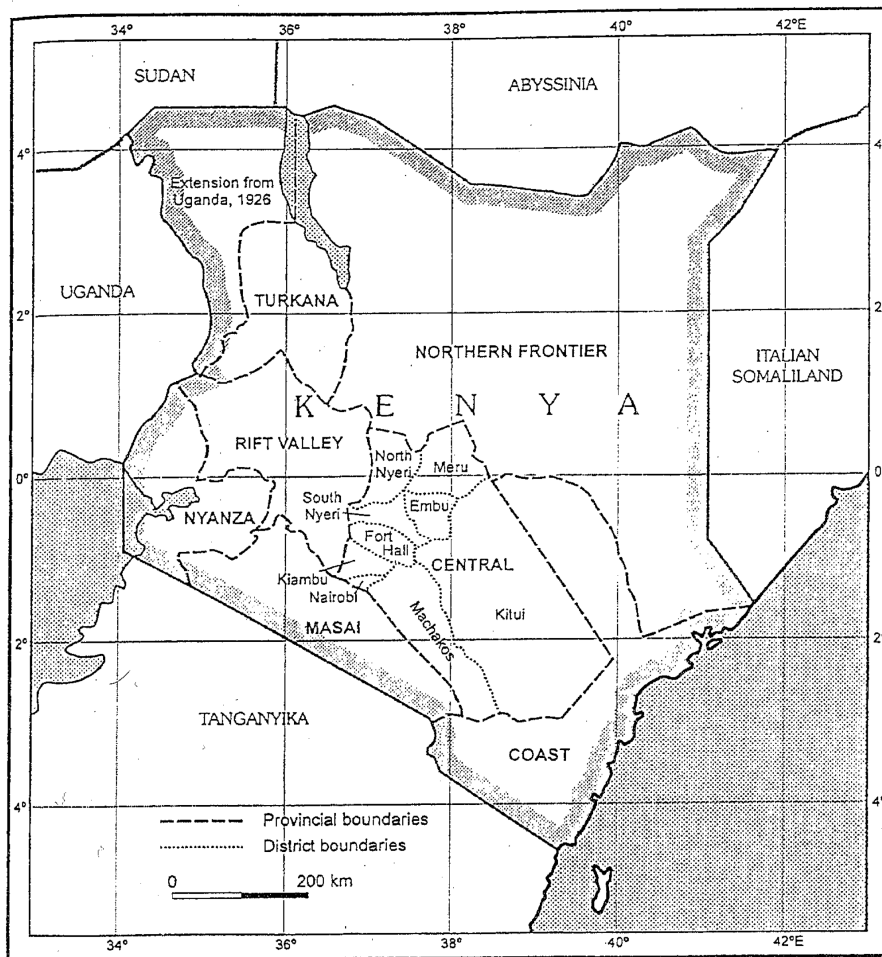 34°
36°
38°
40°
42°E
SUDAN
ABYSSINIA
4°
4°
Extension from
Uganda, 1926
UGANDA
TURKANA
2°
2°
NORTHERN FRONTIER
ITALIAN
SOMALILAND
K E N Y A
RIFT VALLEY
North
Nyeri
Meru
0°
0°
South
Nyeri
Embu
NYANZA
Fort
Hall
CENTRAL
Kiambu
Nairobi
Machakos
Kitui
MASAI
2°
2°
TANGANYIKA
COAST
4°
4°
Provincial boundaries
District boundaries
0 200 km
34°
36°
38°
40°
42°E